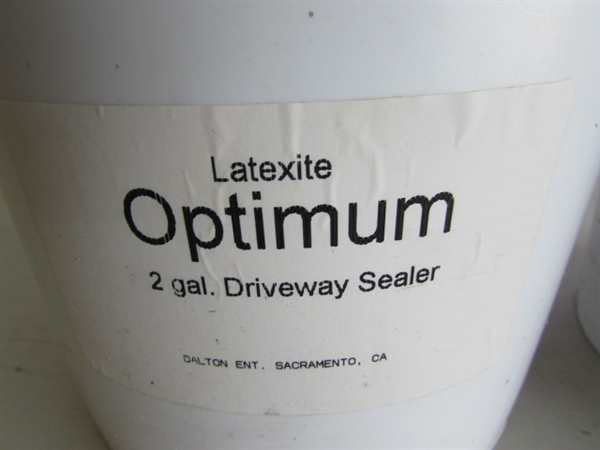 Latexite
Optimum
2 gal. Driveway Sealer
DALTON ENT. SACRAMENTO, CA